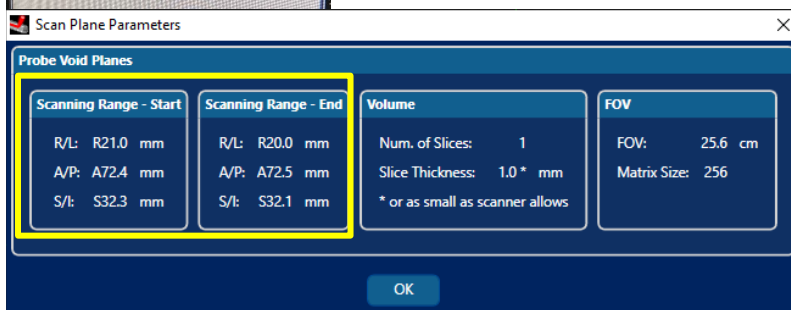 Scan Plane Parameters
Probe Void Planes
Scanning Range - Start
R/L: R21.0 mm
A/P: A72.4 mm
S/I: S32.3 mm
Scanning Range - End
R/L: R20.0 mm
A/P: A72.5 mm
S/I: S32.1 mm
Volume
Num. of Slices: 1
Slice Thickness: 1.0 * mm
* or as small as scanner allows
FOV
FOV: 25.6 cm
Matrix Size: 256
OK